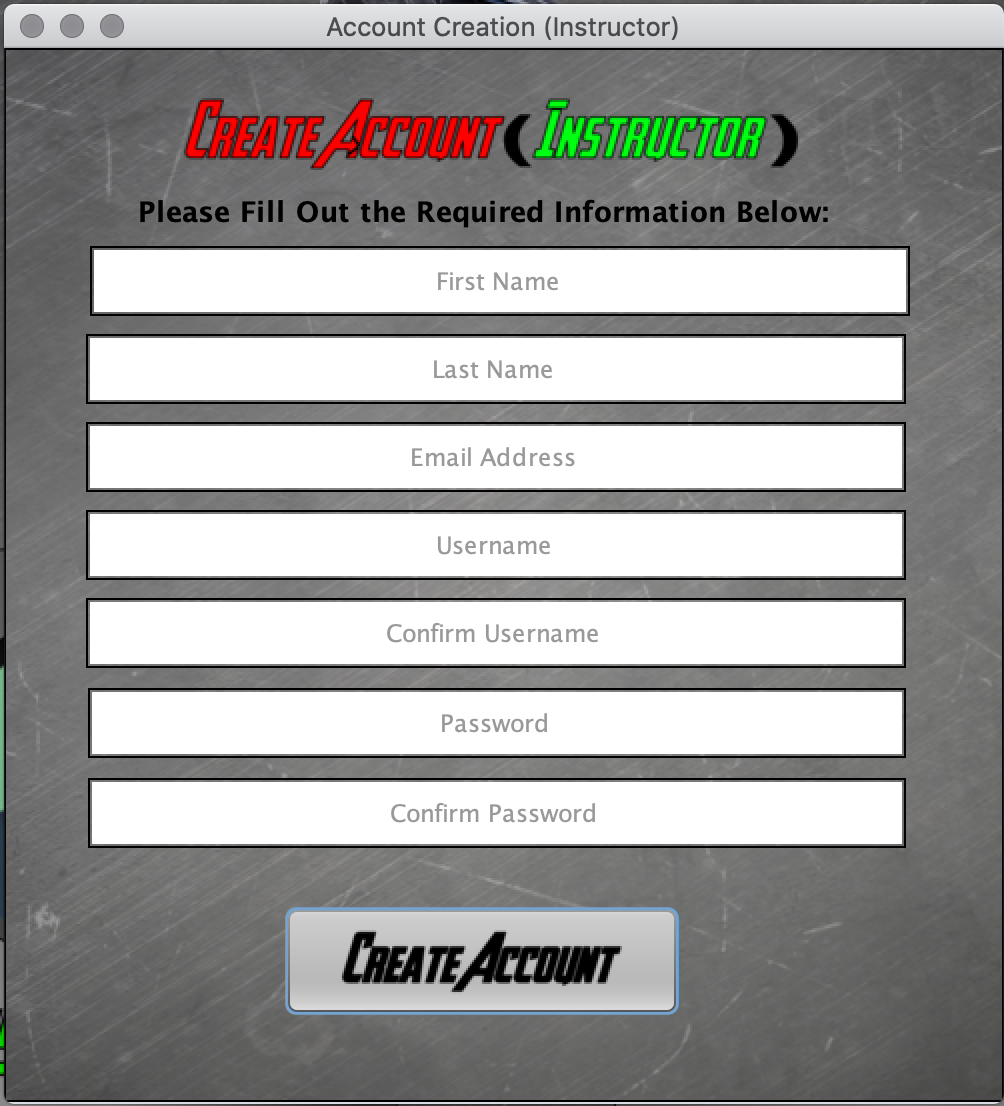 Account Creation (Instructor)
Create Account (Instructor)
Please Fill Out the Required Information Below:
First Name
Last Name
Email Address
Username
Confirm Username
Password
Confirm Password
Create Account